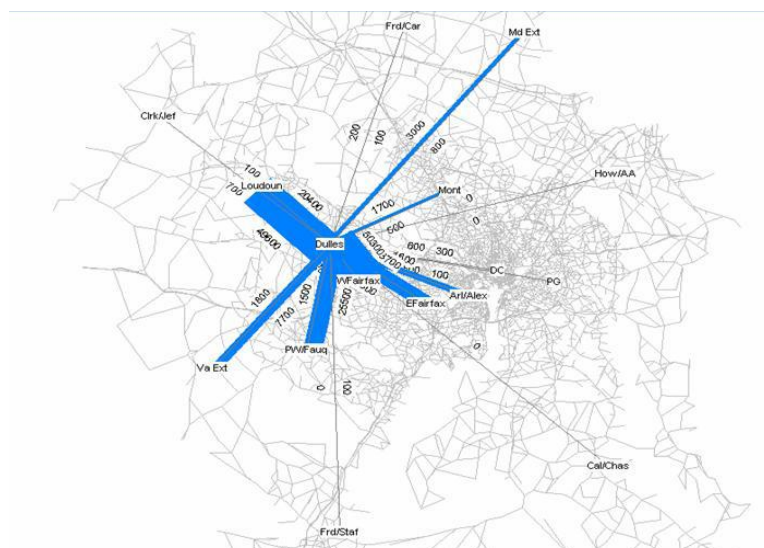 Frd/Car
Md Ext
Clrk/Jef
200
100
3000
800
100
Loudoun
700
20400
1700
Mont
How/AA
0
500
0
49600
Dulles
50300
600
300
DC
PG
100
WFairfax
EFairfax
Arl/Alex
1800
7700
1500
25500
0
PW/Fauq
Va Ext
0
100
Cal/Chas
Frd/Staf